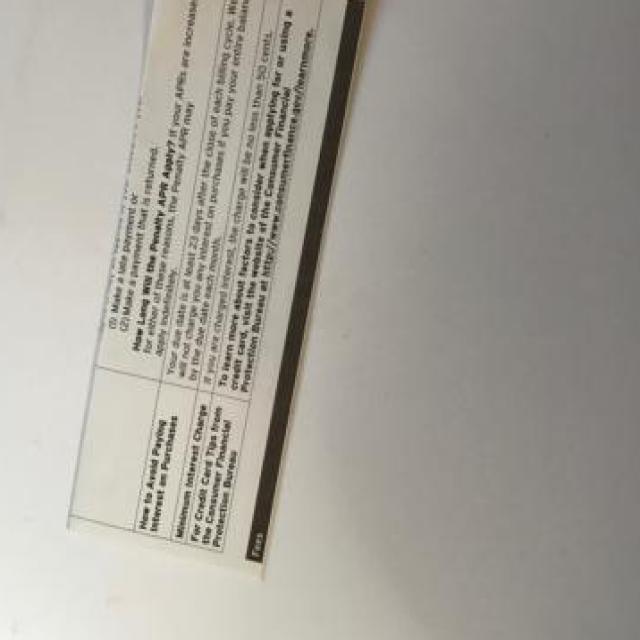 (1) Make a late payment or
(2) Make a payment that is returned.
How Long Will the Penalty APR Apply? If your APRs are increased
for either of these reasons, the Penalty APR may
apply indefinitely.
How to Avoid Paying
Interest on Purchases
Your due date is at least 23 days after the close of each billing cycle. We
will not charge you any interest on purchases if you pay your entire balance
by the due date each month.
Minimum Interest Charge
If you are charged interest, the charge will be no less than 50 cents.
For Credit Card Tips from
the Consumer Financial
Protection Bureau
To learn more about factors to consider when applying for or using a
credit card, visit the website of the Consumer Financial
Protection Bureau at http://www.consumerfinance.gov/learnmore.
Fees